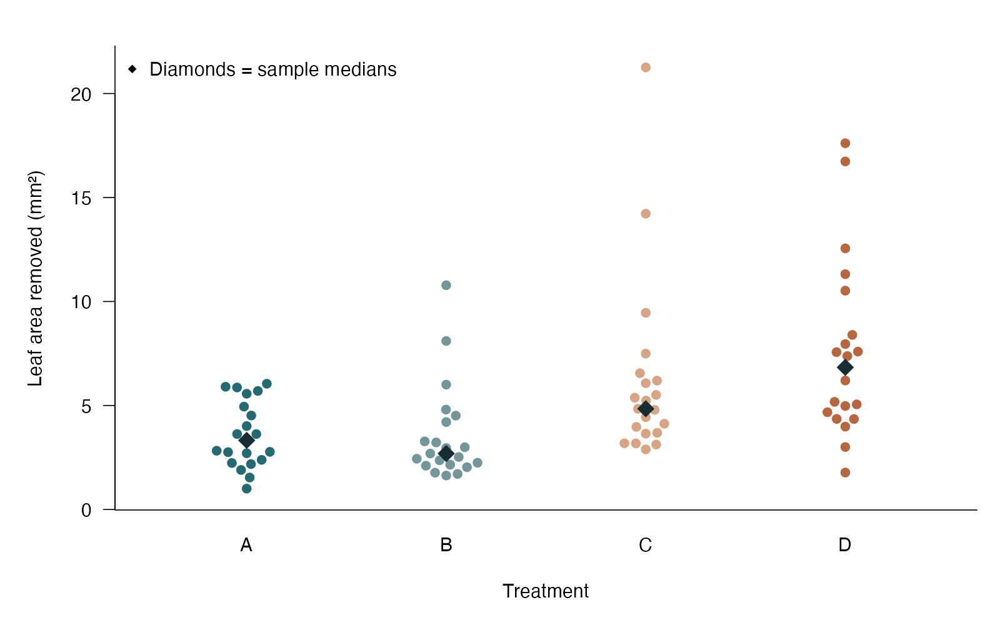 Diamonds = sample medians
20
15
10
5
0
Leaf area removed (mm²)
A B C D
Treatment